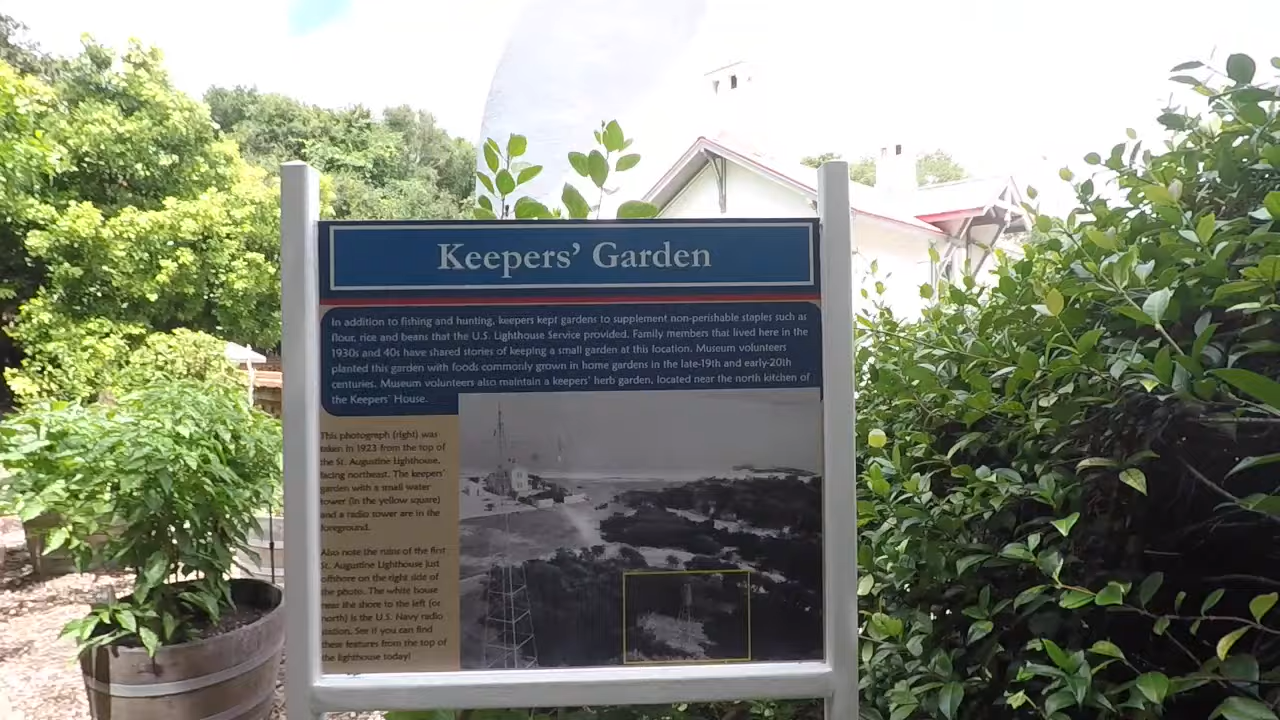 Keepers' Garden
In addition to fishing and hunting, keepers kept gardens to supplement non-perishable staples such as
flour, rice and beans that the U.S. Lighthouse Service provided. Family members that lived here in the
1930s and 40s have shared stories of keeping a small garden at this location. Museum volunteers
planted this garden with foods commonly grown in home gardens in the late-19th and early-20th
centuries. Museum volunteers also maintain a keepers' herb garden, located near the north kitchen of
the Keepers' House.
This photograph (right) was
taken in 1923 from the top of
the St. Augustine Lighthouse,
facing northeast. The keepers'
garden with a small water
tower (in the yellow square)
and a radio tower are in the
foreground.
Also note the ruins of the first
St. Augustine Lighthouse just
offshore on the right side of
the photo. The white house
near the shore to the left (or
north) is the U.S. Navy radio
station. See if you can find
these features from the top of
the lighthouse today!